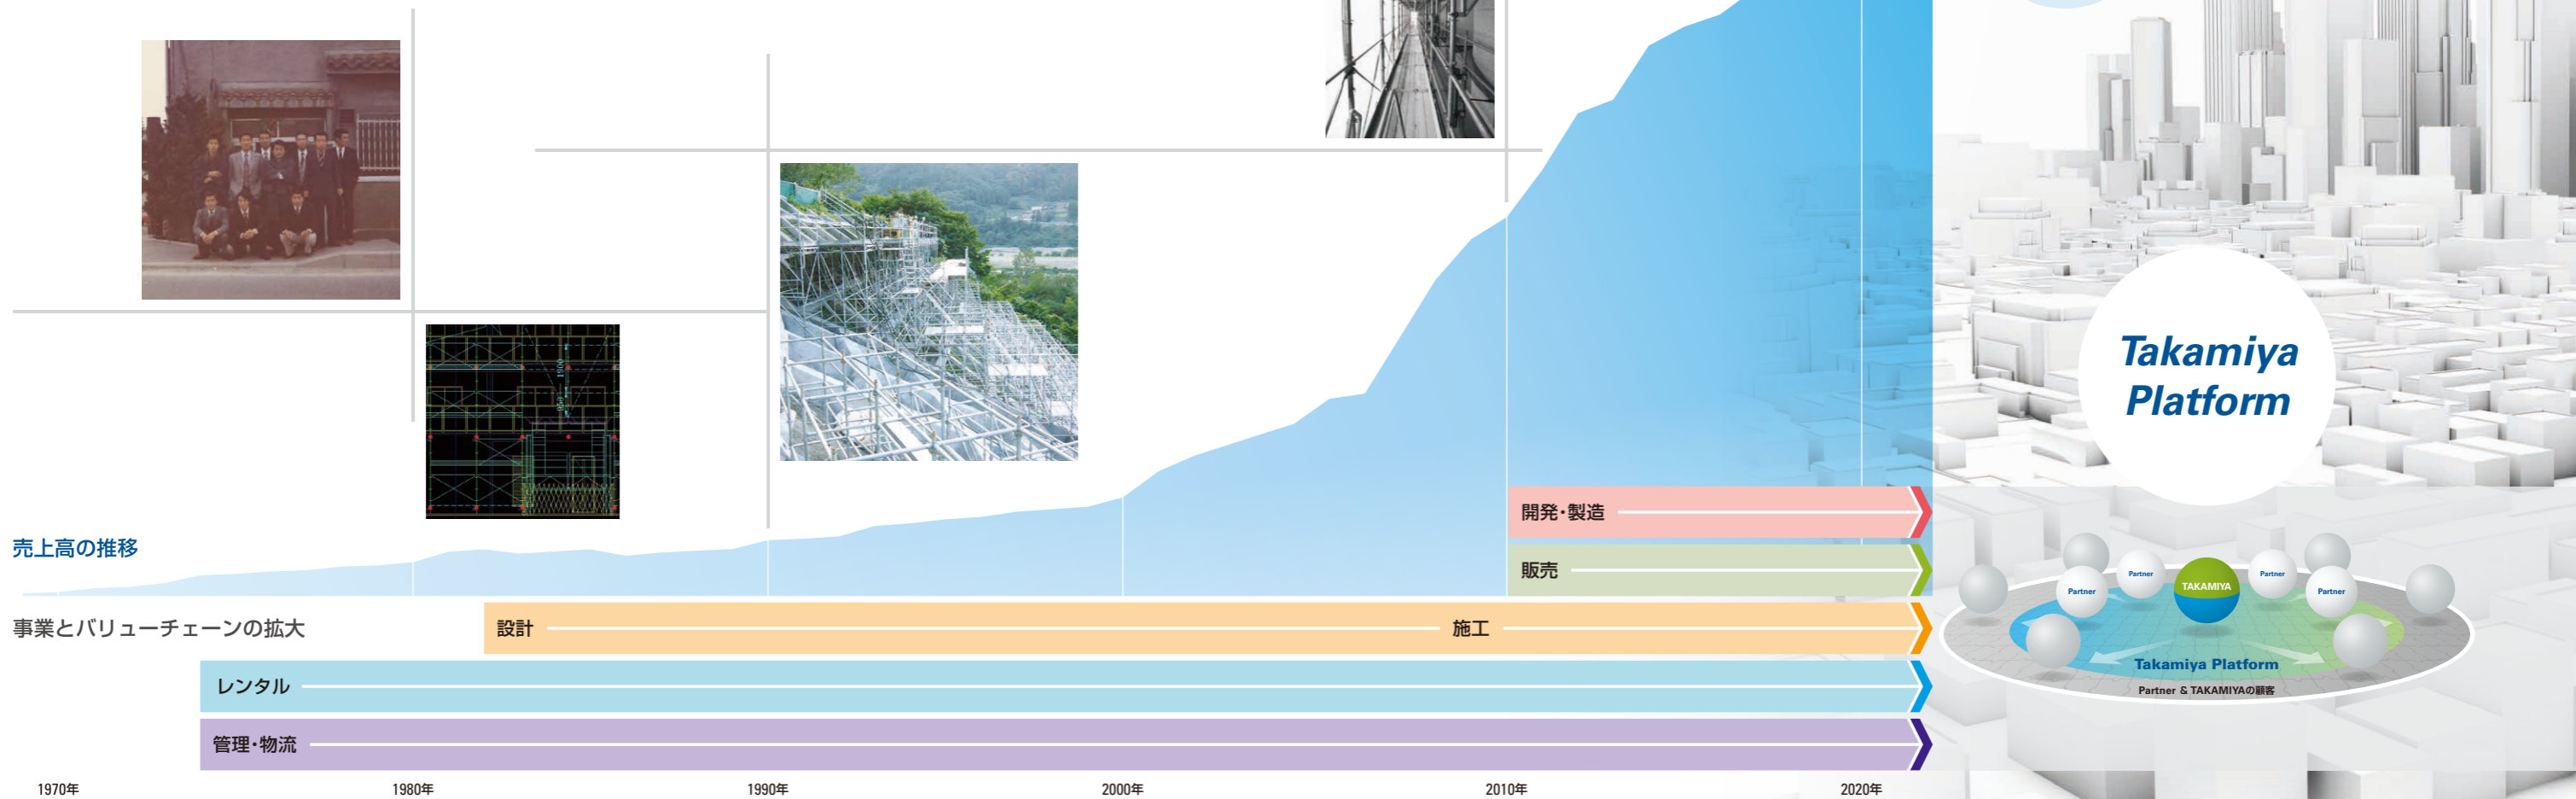 Takamiya
Platform
開発・製造
売上高の推移
販売
Partner
Partner
TAKAMIYA
Partner
Partner
事業とバリューチェーンの拡大
設計
施工
Takamiya Platform
レンタル
Partner & TAKAMIYAの顧客
管理・物流
1970年
1980年
1990年
2000年
2010年
2020年
1900
950